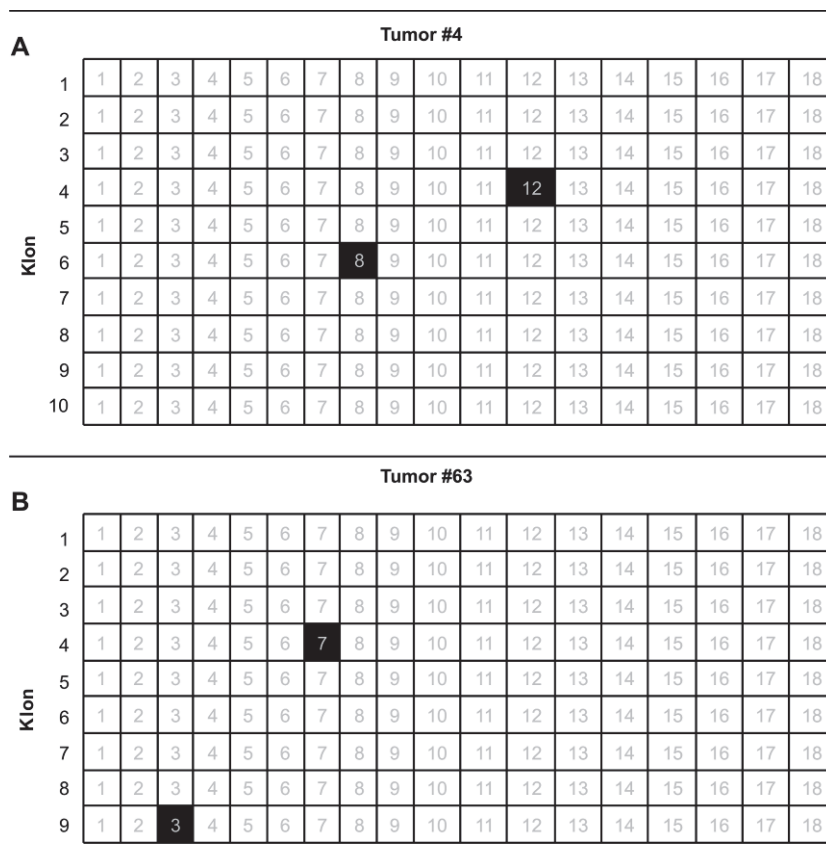 Tumor #4
A
Klon
1 1 2 3 4 5 6 7 8 9 10 11 12 13 14 15 16 17 18
2 1 2 3 4 5 6 7 8 9 10 11 12 13 14 15 16 17 18
3 1 2 3 4 5 6 7 8 9 10 11 12 13 14 15 16 17 18
4 1 2 3 4 5 6 7 8 9 10 11 12 13 14 15 16 17 18
5 1 2 3 4 5 6 7 8 9 10 11 12 13 14 15 16 17 18
6 1 2 3 4 5 6 7 8 9 10 11 12 13 14 15 16 17 18
7 1 2 3 4 5 6 7 8 9 10 11 12 13 14 15 16 17 18
8 1 2 3 4 5 6 7 8 9 10 11 12 13 14 15 16 17 18
9 1 2 3 4 5 6 7 8 9 10 11 12 13 14 15 16 17 18
10 1 2 3 4 5 6 7 8 9 10 11 12 13 14 15 16 17 18
Tumor #63
B
Klon
1 1 2 3 4 5 6 7 8 9 10 11 12 13 14 15 16 17 18
2 1 2 3 4 5 6 7 8 9 10 11 12 13 14 15 16 17 18
3 1 2 3 4 5 6 7 8 9 10 11 12 13 14 15 16 17 18
4 1 2 3 4 5 6 7 8 9 10 11 12 13 14 15 16 17 18
5 1 2 3 4 5 6 7 8 9 10 11 12 13 14 15 16 17 18
6 1 2 3 4 5 6 7 8 9 10 11 12 13 14 15 16 17 18
7 1 2 3 4 5 6 7 8 9 10 11 12 13 14 15 16 17 18
8 1 2 3 4 5 6 7 8 9 10 11 12 13 14 15 16 17 18
9 1 2 3 4 5 6 7 8 9 10 11 12 13 14 15 16 17 18